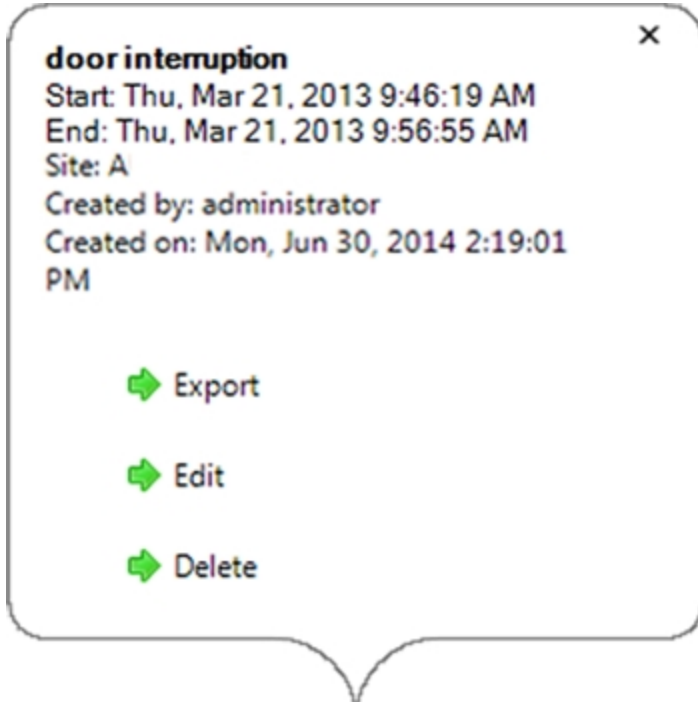 door interruption
Start: Thu, Mar 21, 2013 9:46:19 AM
End: Thu, Mar 21, 2013 9:56:55 AM
Site: A
Created by: administrator
Created on: Mon, Jun 30, 2014 2:19:01
PM
Export
Edit
Delete